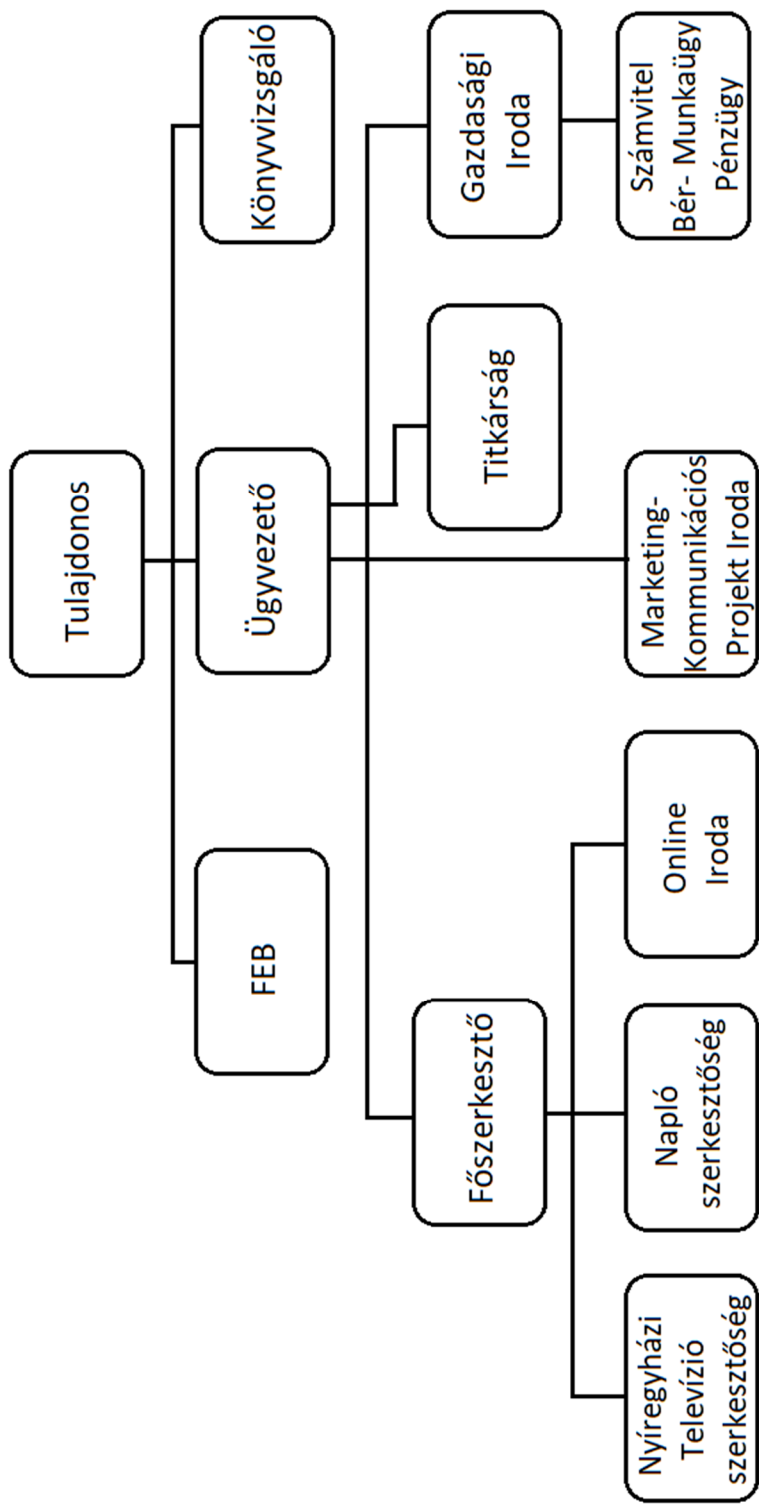 Tulajdonos
FEB
Ügyvezető
Könyvvizsgáló
Főszerkesztő
Titkárság
Gazdasági
Iroda
Nyíregyházi
Televízió
szerkesztőség
Napló
szerkesztőség
Online
Iroda
Marketing-
Kommunikációs
Projekt Iroda
Számvitel
Bér- Munkaügy
Pénzügy